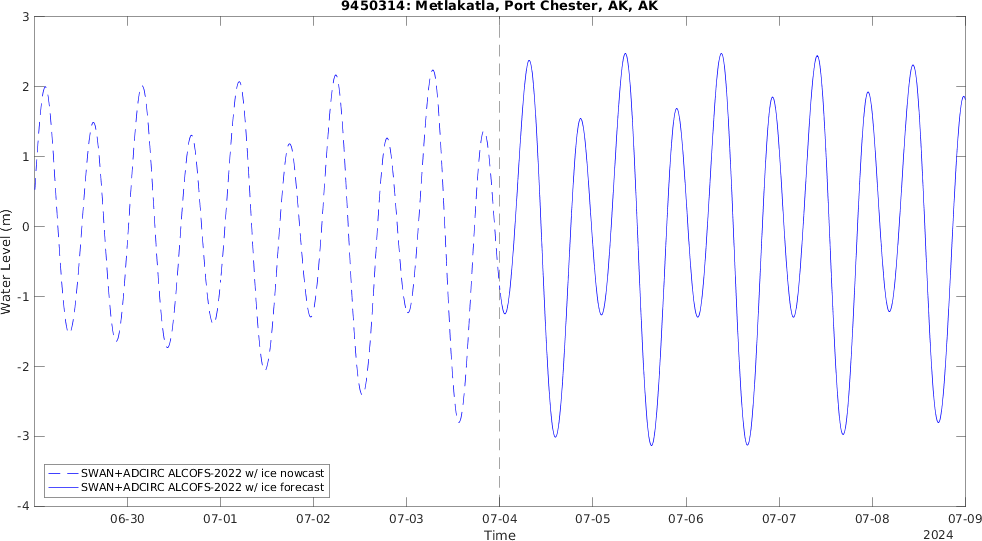 9450314: Metlakatla, Port Chester, AK, AK
3
2
1
0
-1
-2
-3
-4
Water Level (m)
SWAN+ADCIRC ALCOFS-2022 w/ ice nowcast
SWAN+ADCIRC ALCOFS-2022 w/ ice forecast
06-30 07-01 07-02 07-03 07-04 07-05 07-06 07-07 07-08 07-09
Time
2024